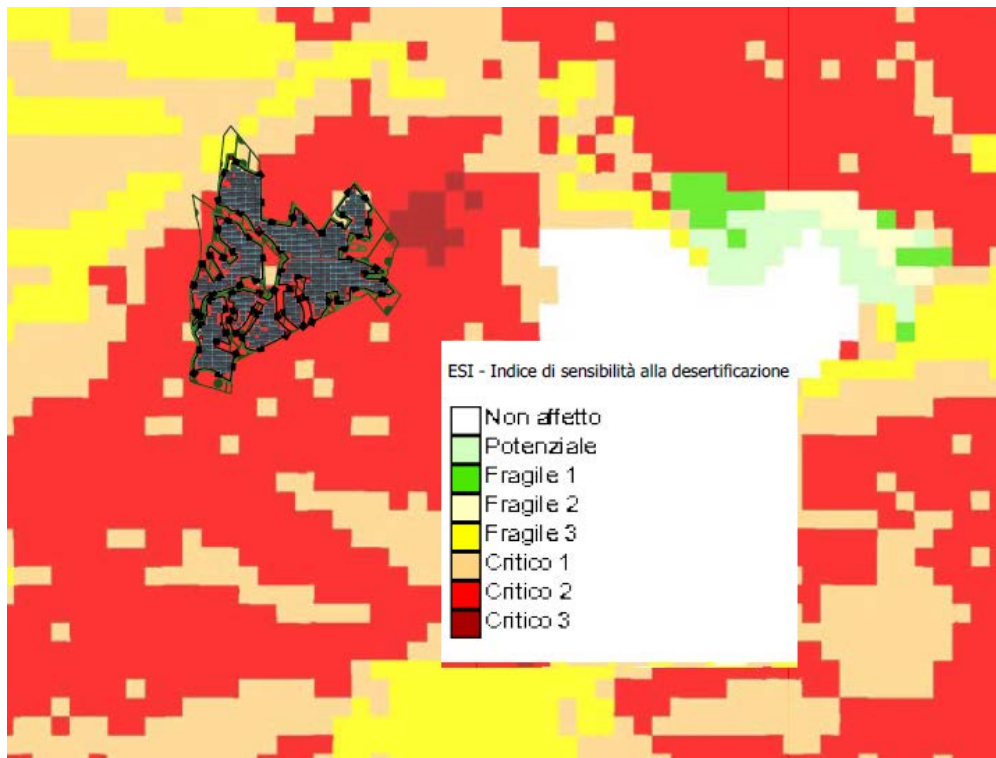 ESI - Indice di sensibilità alla desertificazione
Non affetto
Potenziale
Fragile 1
Fragile 2
Fragile 3
Critico 1
Critico 2
Critico 3